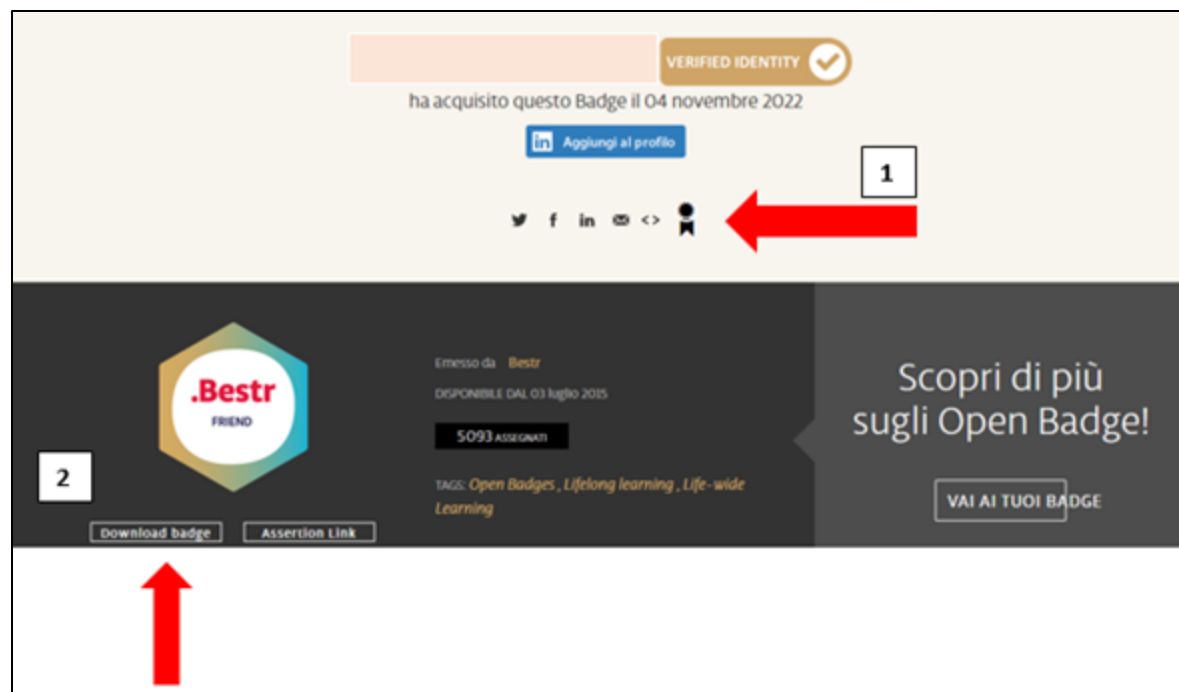 VERIFIED IDENTITY
ha acquisito questo Badge il 04 novembre 2022
in Aggiungi al profilo
1
f in <>
.Bestr
FRIEND
Emesso da Bestr
DISPONIBILE DAL 03 luglio 2015
5093 ASSEGNATI
TAGS: Open Badges , Lifelong learning , Life-wide
Learning
2
Download badge
Assertion Link
Scopri di più
sugli Open Badge!
VAI AI TUOI BADGE